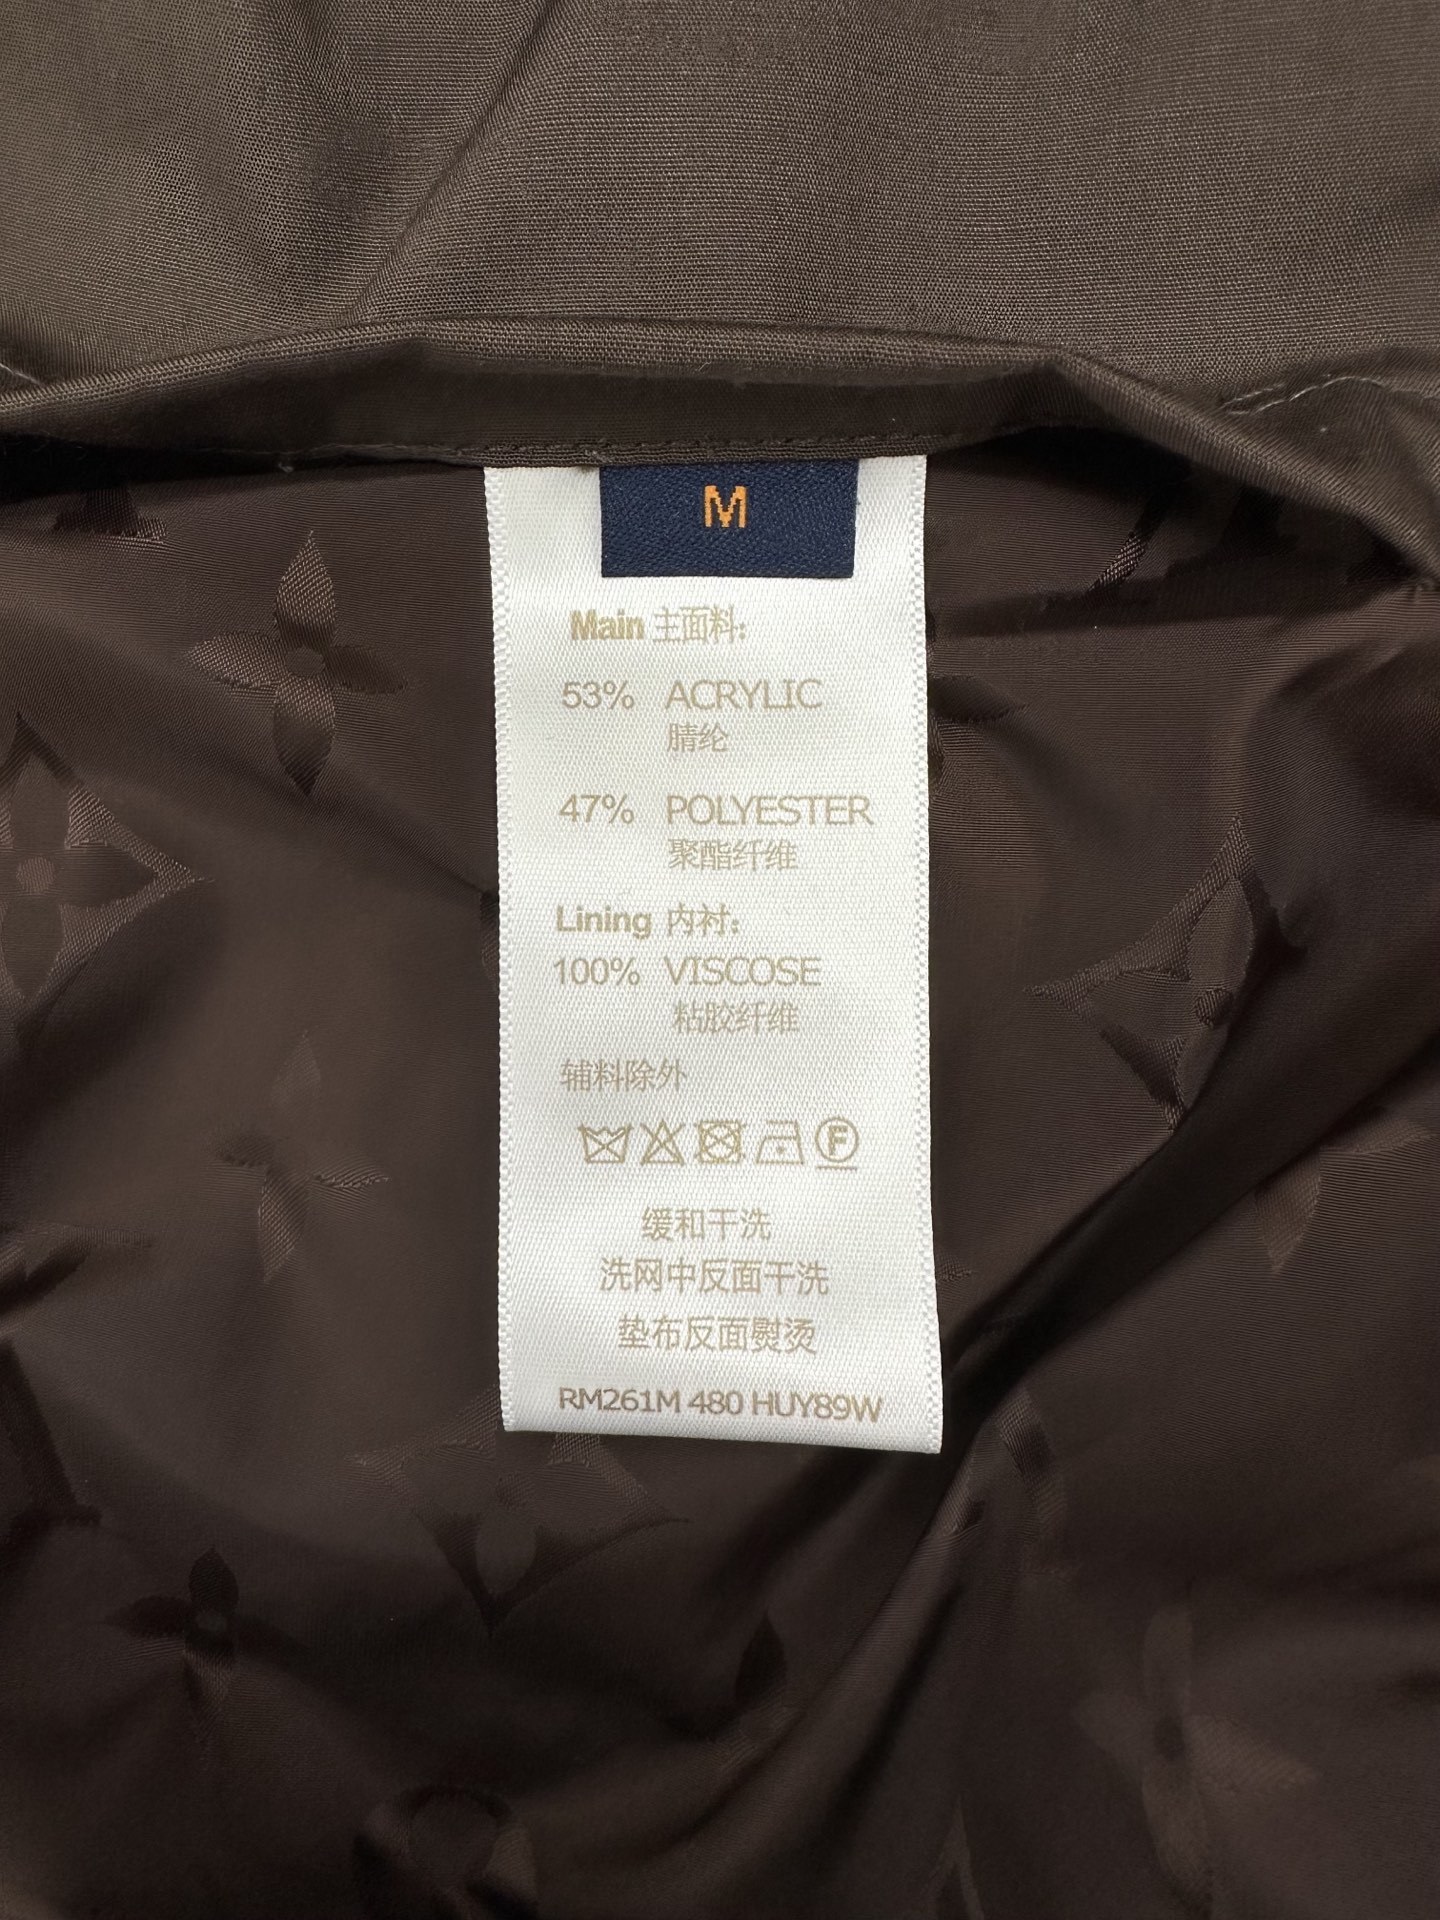 M
Main 主面料:
53% ACRYLIC
腈纶
47% POLYESTER
聚酯纤维
Lining 内衬:
100% VISCOSE
粘胶纤维
辅料除外
F
缓和干洗
洗网中反面干洗
垫布反面熨烫
RM261M 480 HUY89W